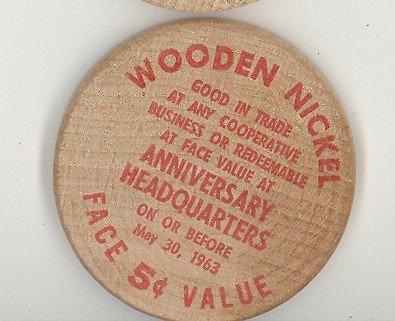 WOODEN NICKEL
GOOD IN TRADE
AT ANY COOPERATIVE
BUSINESS OR REDEEMABLE
AT FACE VALUE AT
ANNIVERSARY
HEADQUARTERS
ON OR BEFORE
May 30, 1963
FACE 5¢ VALUE